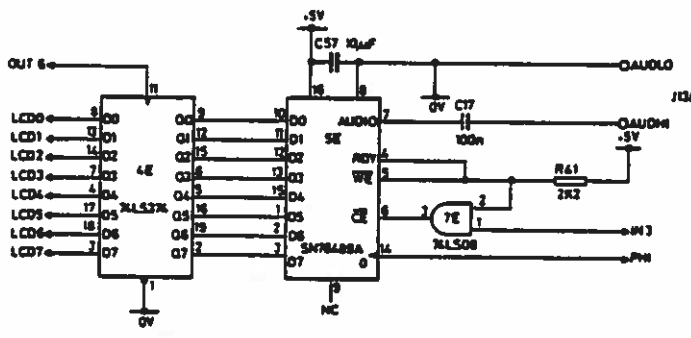 +5V
C57 10µF
OUT 6
AUDLO
11
16
8
0V
C17
J13
LCD0
LCD1
LCD2
LCD3
LCD4
LCD5
LCD6
LCD7
8
13
14
7
4
17
18
3
D0
D1
D2
D3
D4
D5
D6
D7
4E
74LS374
Q0
Q1
Q2
Q3
Q4
Q5
Q6
Q7
9
12
15
6
5
16
19
2
10
11
12
13
15
1
2
3
D0
D1
D2
D3
D4
D5
D6
D7
5E
SN76489A
AUDIO
7
100n
AUDHI
+5V
RDY
4
WE
5
R41
2K2
CE
6
3
7E
2
1
74LS08
IN3
14
PHI
1
0V
9
NC